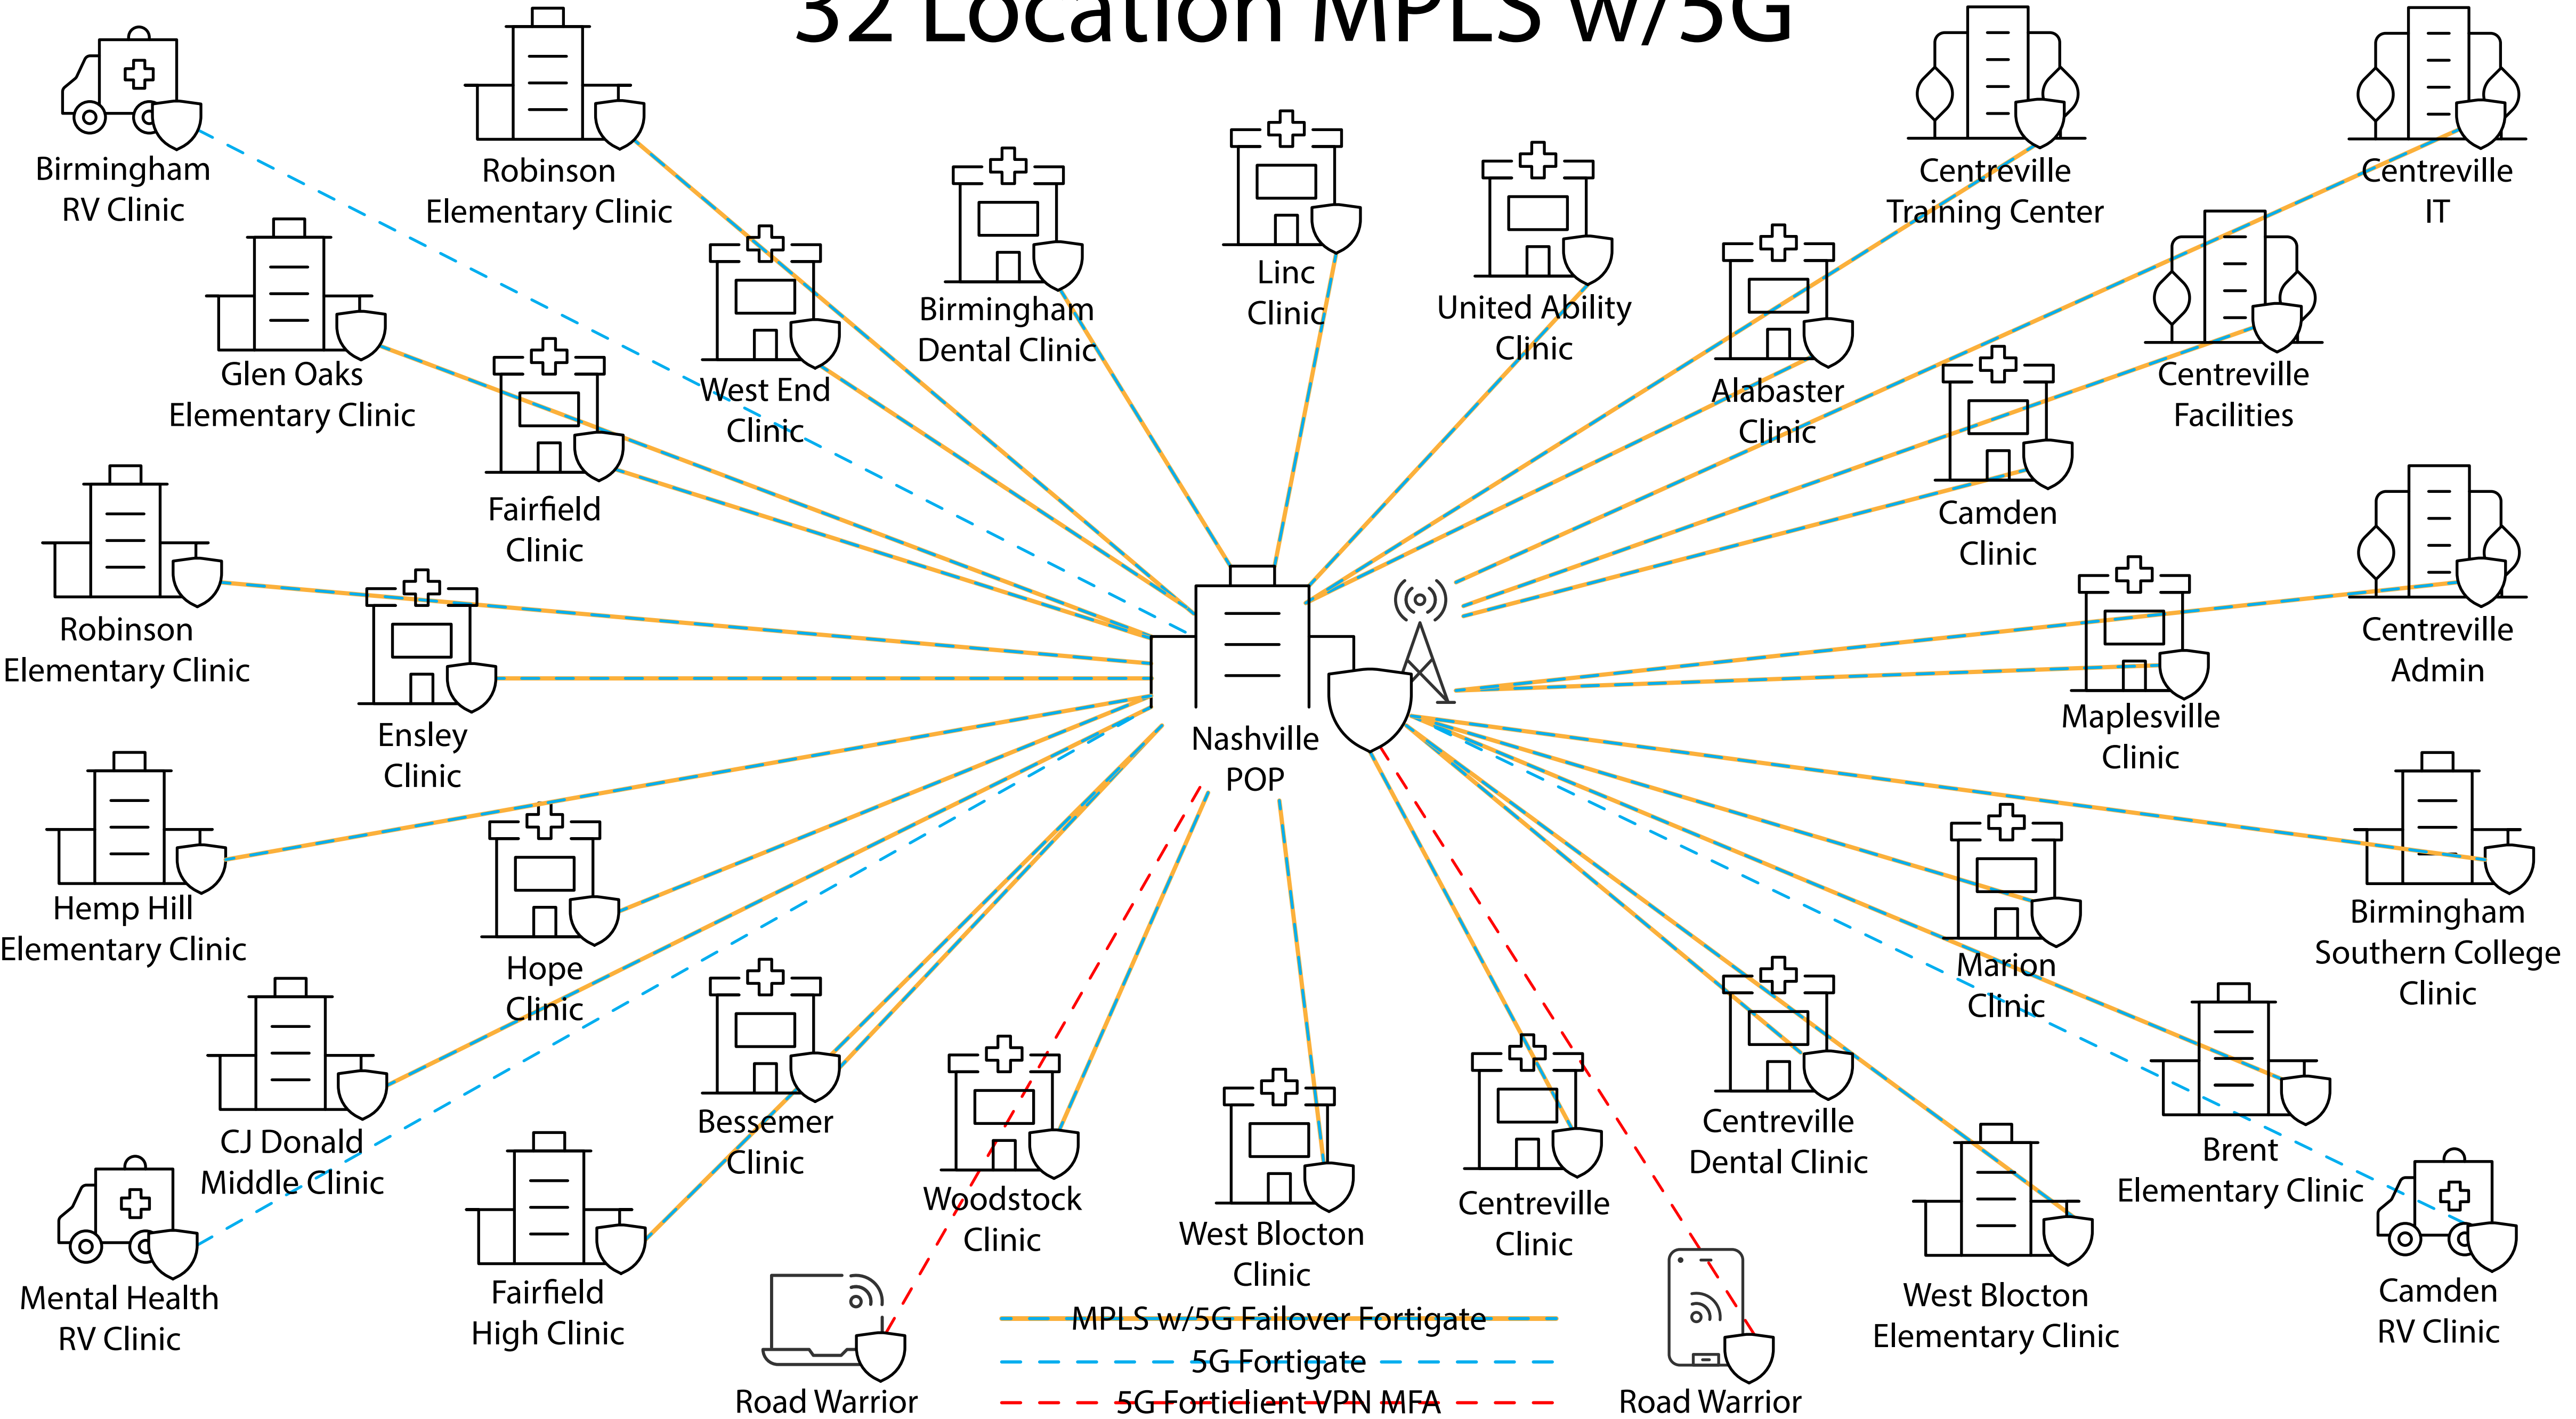 32 Location MPLS w/5G
Birmingham
RV Clinic
Robinson
Elementary Clinic
Centreville
Training Center
Centreville
IT
Linc
Clinic
Birmingham
Dental Clinic
United Ability
Clinic
Glen Oaks
Elementary Clinic
West End
Clinic
Alabaster
Clinic
Centreville
Facilities
Fairfield
Clinic
Camden
Clinic
Robinson
Elementary Clinic
Centreville
Admin
Ensley
Clinic
Nashville
POP
Maplesville
Clinic
Hemp Hill
Elementary Clinic
Birmingham
Southern College
Clinic
Hope
Clinic
Marion
Clinic
CJ Donald
Middle Clinic
Bessemer
Clinic
Centreville
Dental Clinic
Brent
Elementary Clinic
Woodstock
Clinic
West Blocton
Clinic
Centreville
Clinic
Mental Health
RV Clinic
Fairfield
High Clinic
West Blocton
Elementary Clinic
Camden
RV Clinic
MPLS w/5G Failover Fortigate
5G Fortigate
5G Forticlient VPN MFA
Road Warrior
Road Warrior